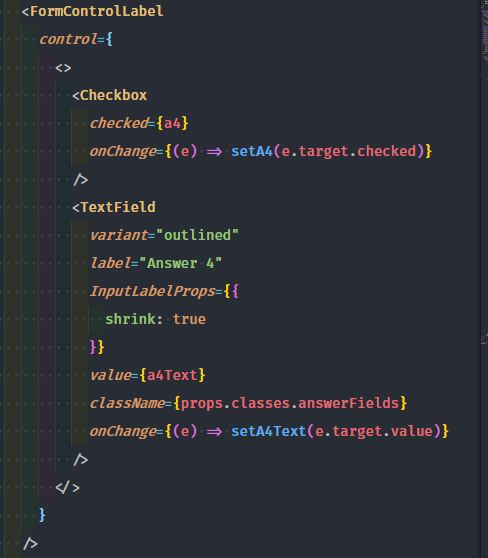 <FormControlLabel
control={
<>
<Checkbox
checked={a4}
onChange={(e) => setA4(e.target.checked)}
/>
<TextField
variant="outlined"
label="Answer 4"
InputLabelProps={{
shrink: true
}}
value={a4Text}
className={props.classes.answerFields}
onChange={(e) => setA4Text(e.target.value)}
/>
</>
}
/>